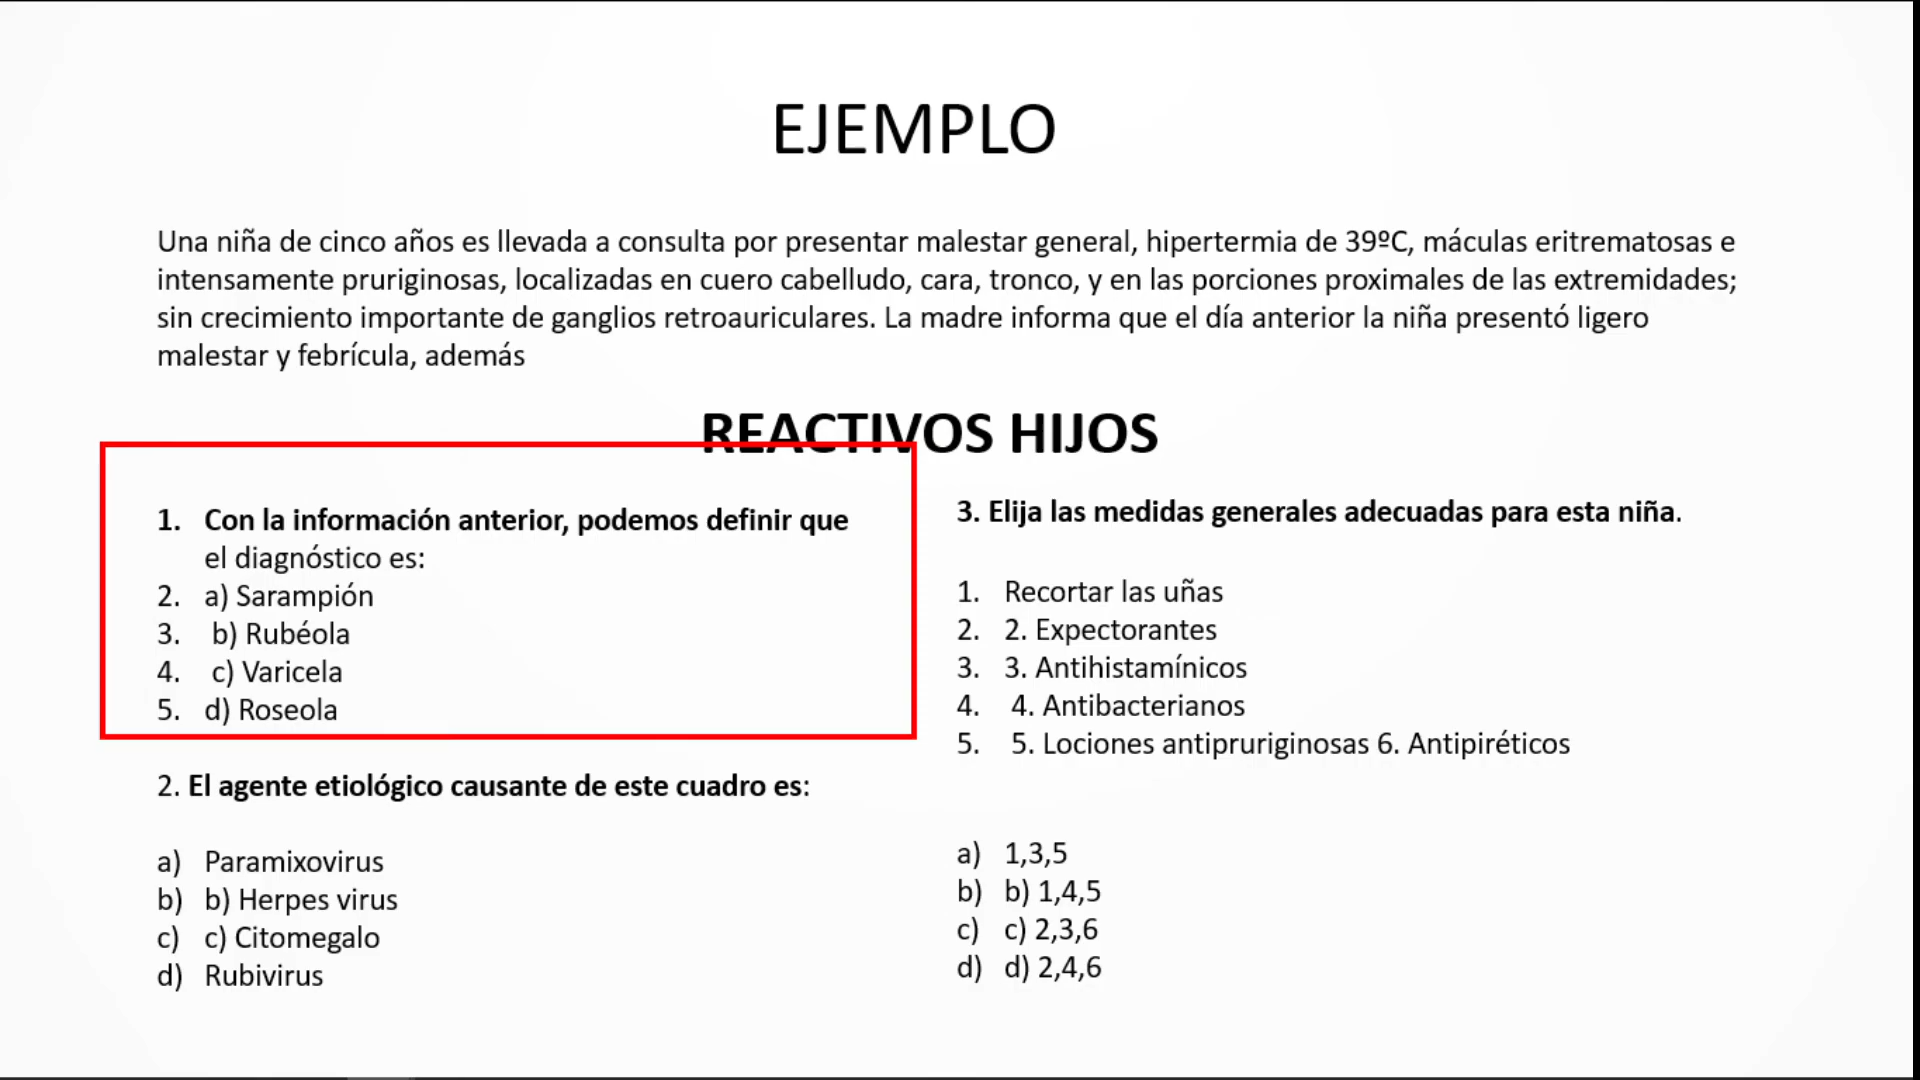 EJEMPLO
Una niña de cinco años es llevada a consulta por presentar malestar general, hipertermia de 39ºC, máculas eritrematosas e
intensamente pruriginosas, localizadas en cuero cabelludo, cara, tronco, y en las porciones proximales de las extremidades;
sin crecimiento importante de ganglios retroauriculares. La madre informa que el día anterior la niña presentó ligero
malestar y febrícula, además
REACTIVOS HIJOS
1. Con la información anterior, podemos definir que
el diagnóstico es:
2. a) Sarampión
3. b) Rubéola
4. c) Varicela
5. d) Roseola
2. El agente etiológico causante de este cuadro es:
a) Paramixovirus
b) b) Herpes virus
c) c) Citomegalo
d) Rubivirus
3. Elija las medidas generales adecuadas para esta niña.
1. Recortar las uñas
2. 2. Expectorantes
3. 3. Antihistamínicos
4. 4. Antibacterianos
5. 5. Lociones antipruriginosas 6. Antipiréticos
a) 1,3,5
b) b) 1,4,5
c) c) 2,3,6
d) d) 2,4,6